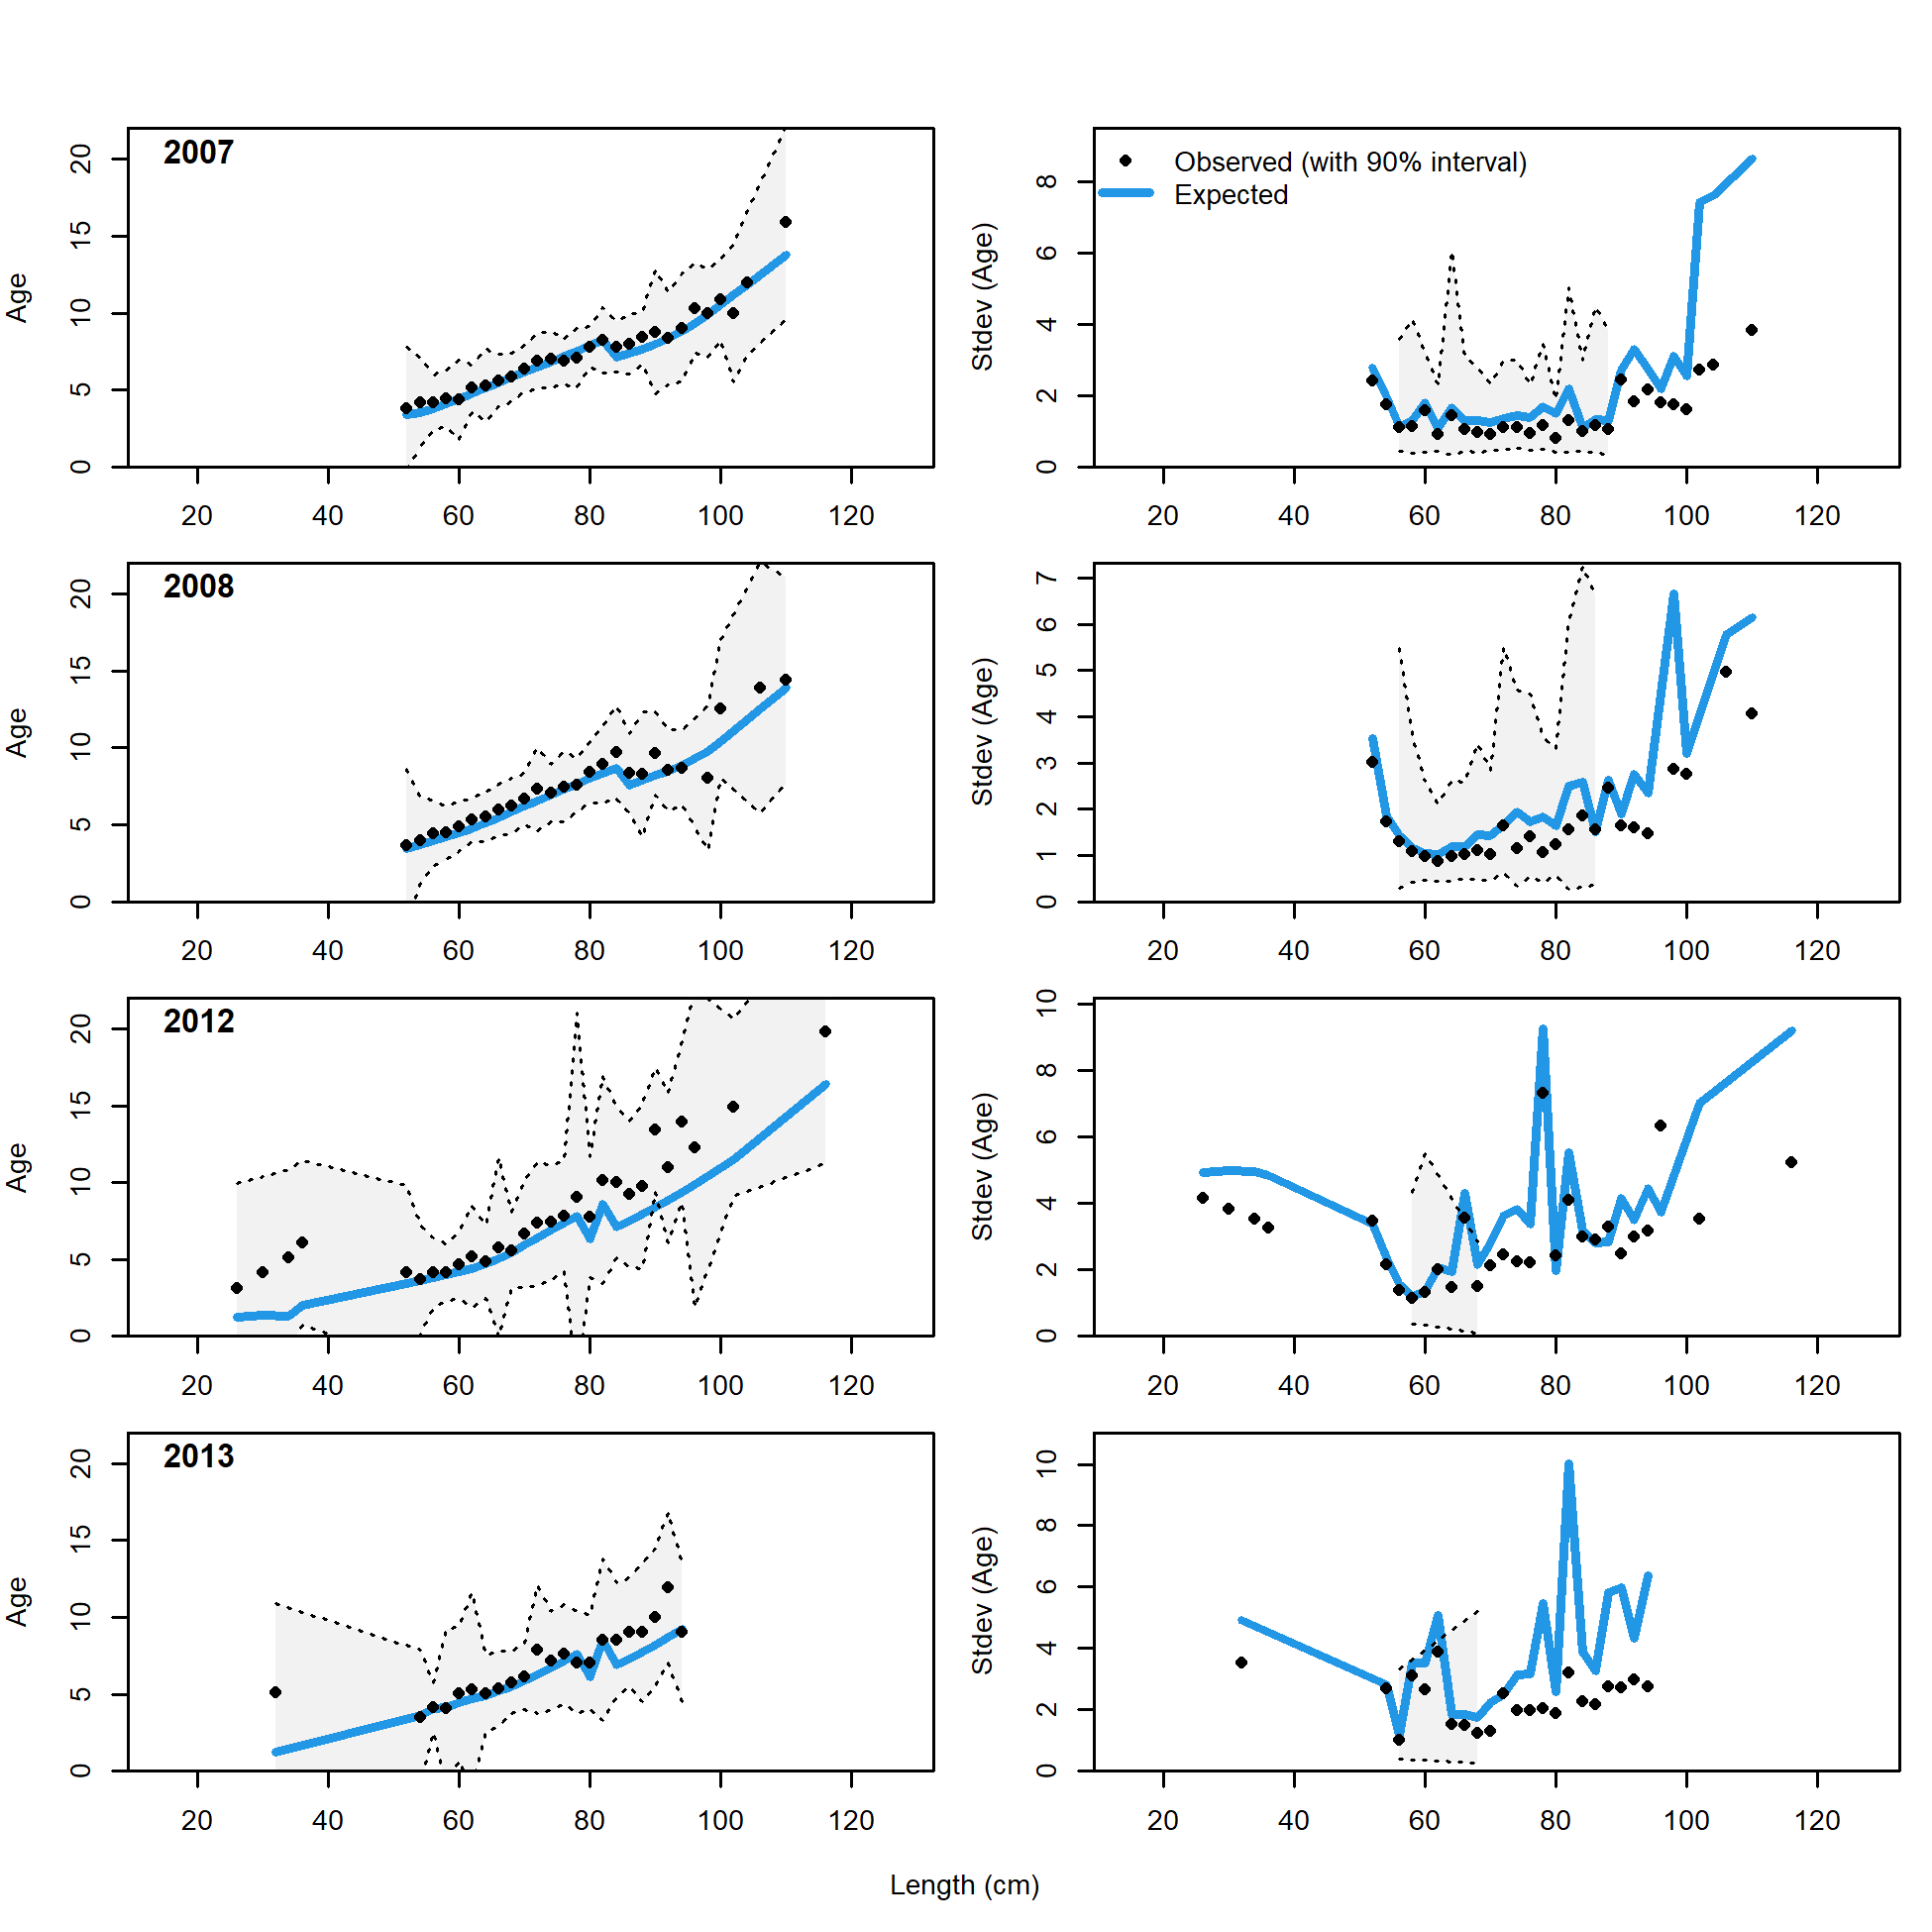 2007
Age
0 5 10 15 20
20 40 60 80 100 120
Observed (with 90% interval)
Expected
Stdev (Age)
0 2 4 6 8
20 40 60 80 100 120
2008
Age
0 5 10 15 20
20 40 60 80 100 120
Stdev (Age)
0 1 2 3 4 5 6 7
20 40 60 80 100 120
2012
Age
0 5 10 15 20
20 40 60 80 100 120
Stdev (Age)
0 2 4 6 8 10
20 40 60 80 100 120
2013
Age
0 5 10 15 20
20 40 60 80 100 120
Stdev (Age)
0 2 4 6 8 10
20 40 60 80 100 120
Length (cm)